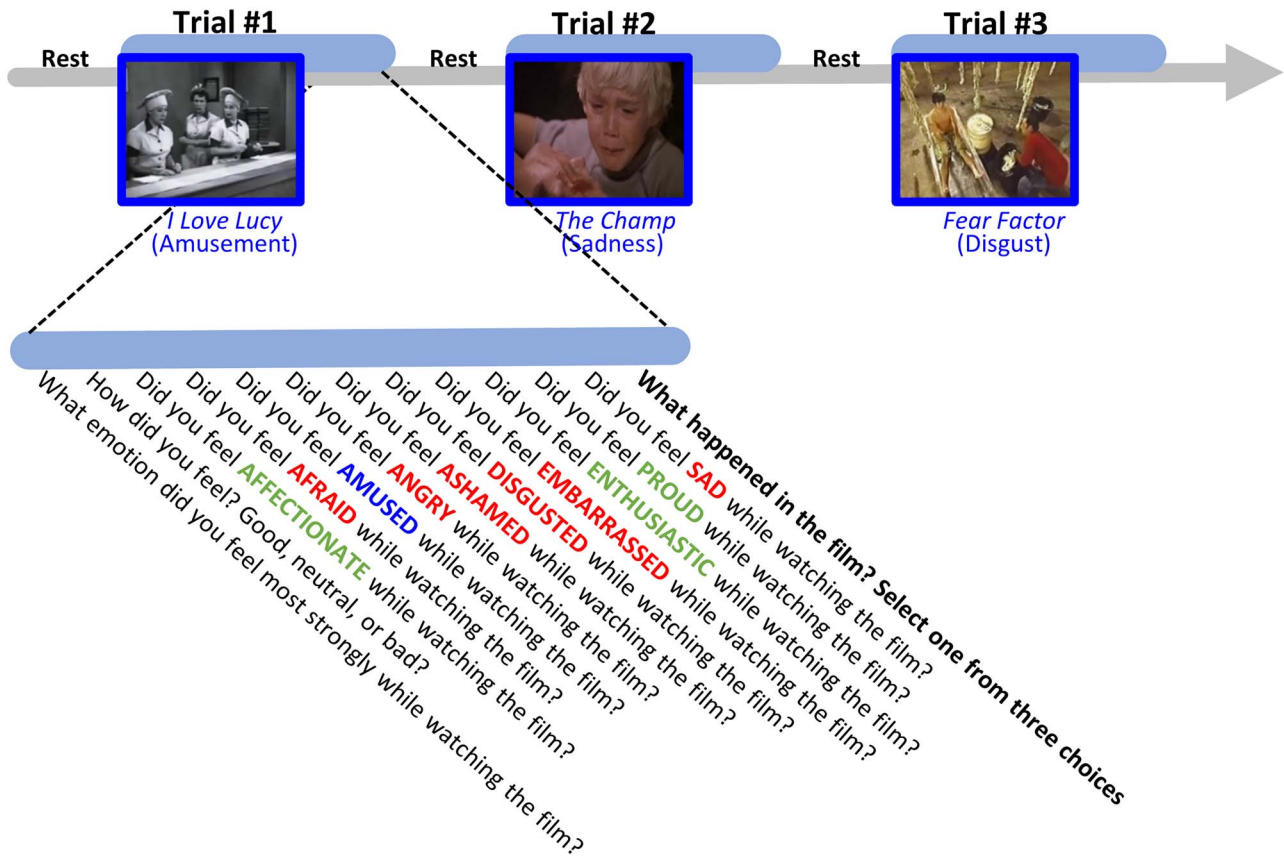 Trial #1
Trial #2
Trial #3
Rest
Rest
Rest
I Love Lucy
(Amusement)
The Champ
(Sadness)
Fear Factor
(Disgust)
What emotion did you feel most strongly while watching the film?
How did you feel? Good, neutral, or bad?
Did you feel AFFECTIONATE while watching the film?
Did you feel AFRAID while watching the film?
Did you feel AMUSED while watching the film?
Did you feel ANGRY while watching the film?
Did you feel ASHAMED while watching the film?
Did you feel DISGUSTED while watching the film?
Did you feel EMBARRASSED while watching the film?
Did you feel ENTHUSIASTIC while watching the film?
Did you feel PROUD while watching the film?
Did you feel SAD while watching the film?
What happened in the film? Select one from three choices